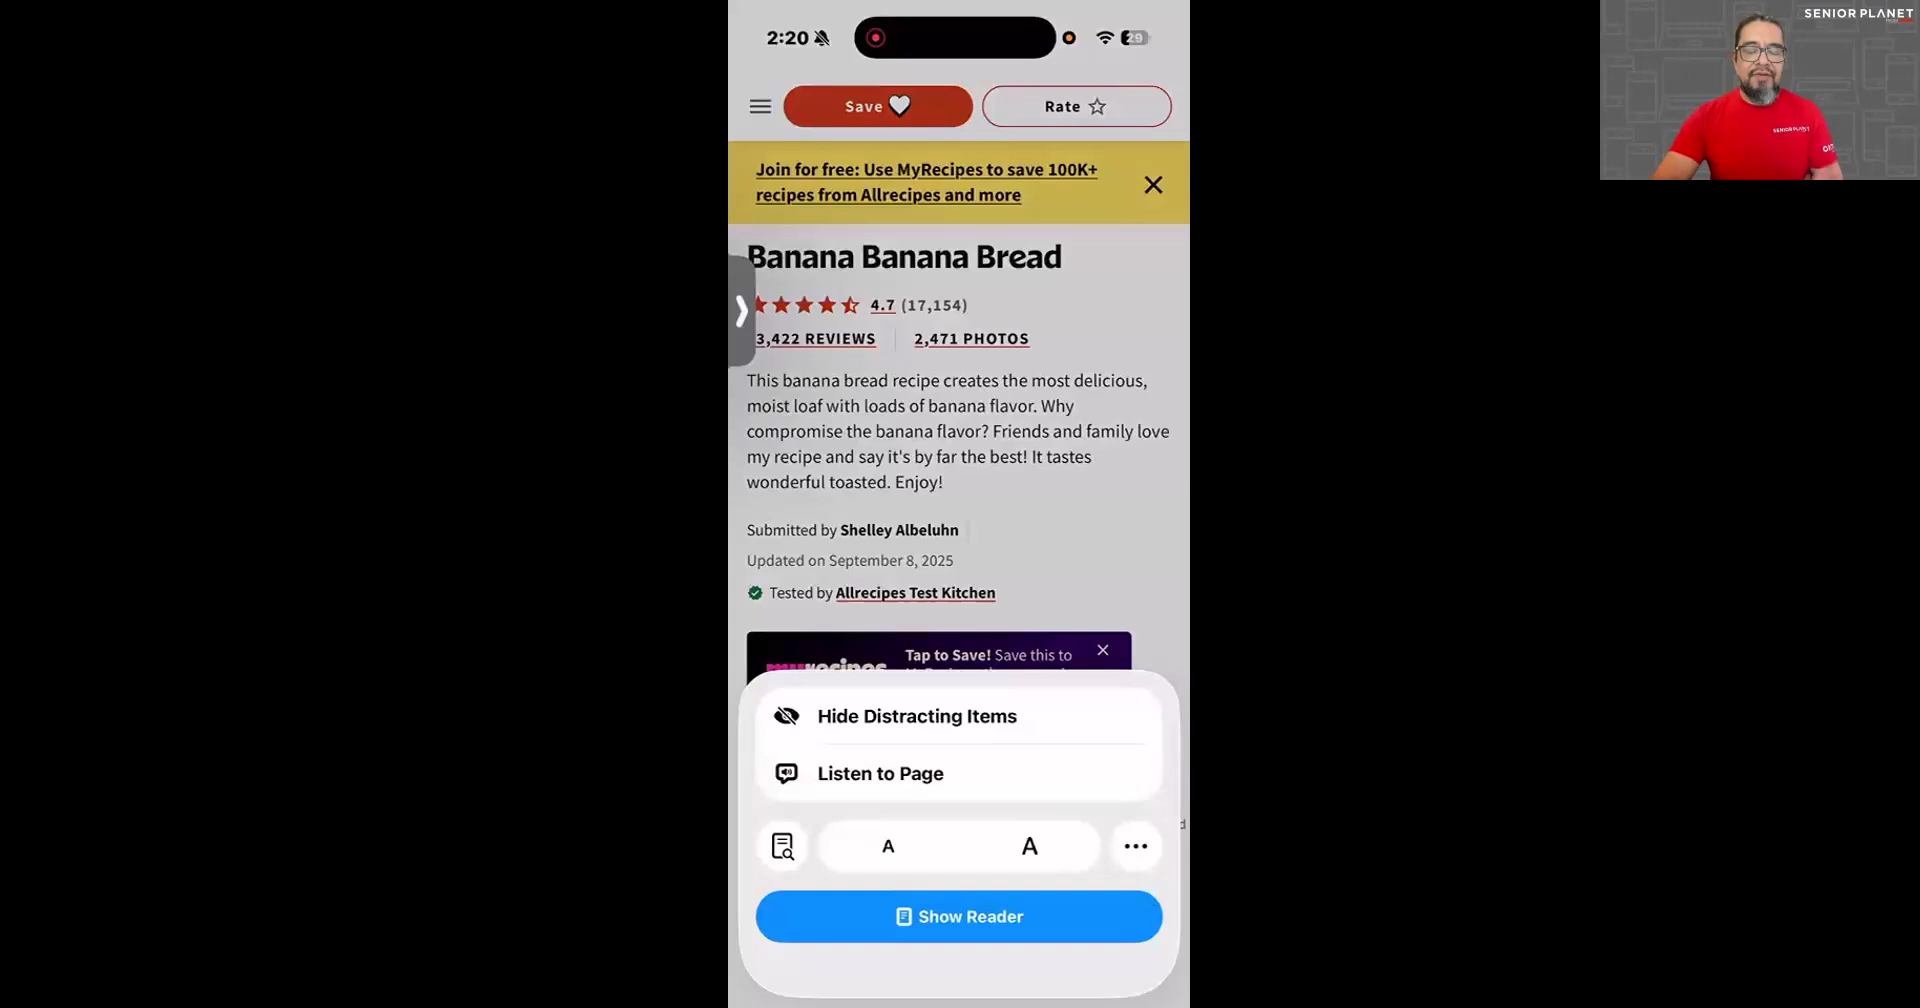 2:20
29
SENIOR PLANET
SENIOR PLANET
Save
Rate
Join for free: Use MyRecipes to save 100K+
recipes from Allrecipes and more
Banana Banana Bread
4.7 (17,154)
3,422 REVIEWS
2,471 PHOTOS
This banana bread recipe creates the most delicious,
moist loaf with loads of banana flavor. Why
compromise the banana flavor? Friends and family love
my recipe and say it's by far the best! It tastes
wonderful toasted. Enjoy!
Submitted by Shelley Albeluhn
Updated on September 8, 2025
Tested by Allrecipes Test Kitchen
myrecipes
Tap to Save! Save this to
Hide Distracting Items
Listen to Page
A A
Show Reader